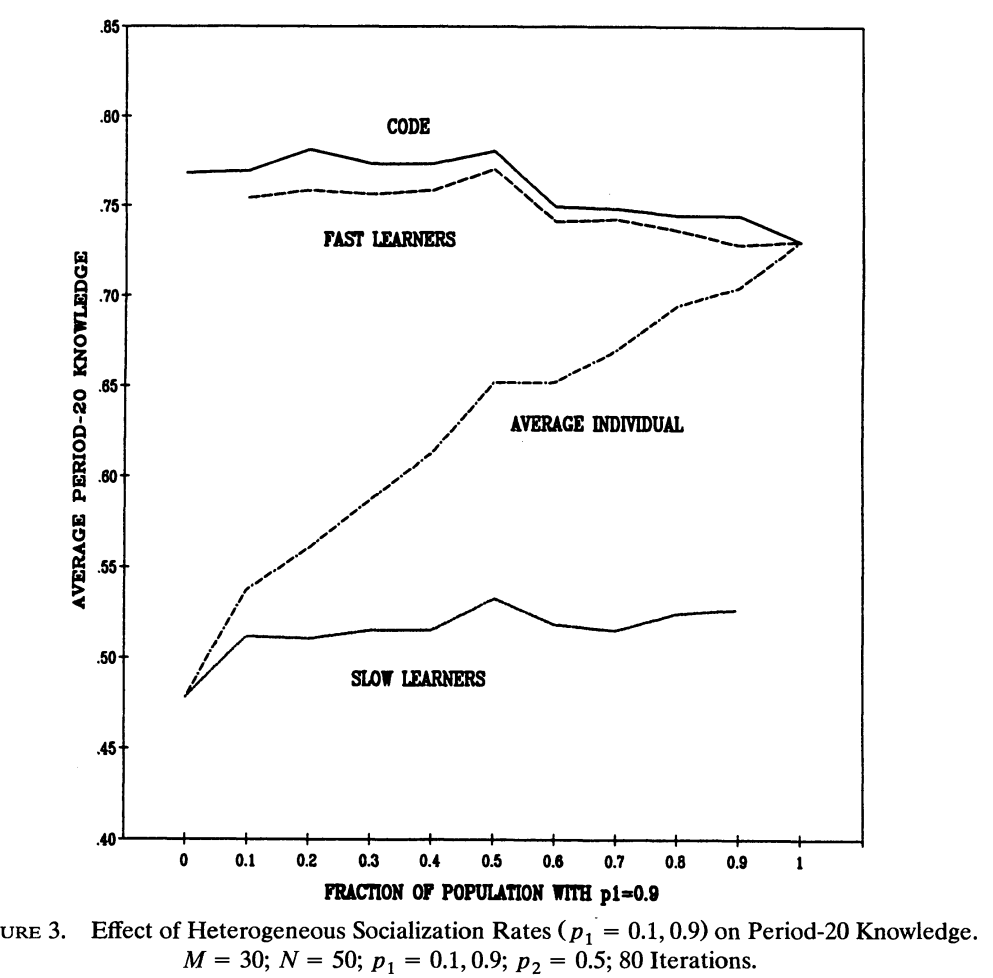 .85
.80
CODE
.75
FAST LEARNERS
.70
.65
AVERAGE INDIVIDUAL
.60
.55
.50
SLOW LEARNERS
.45
.40
AVERAGE PERIOD-20 KNOWLEDGE
0 0.1 0.2 0.3 0.4 0.5 0.6 0.7 0.8 0.9 1
FRACTION OF POPULATION WITH p1=0.9
URE 3. Effect of Heterogeneous Socialization Rates (p₁ = 0.1, 0.9) on Period-20 Knowledge.
M = 30; N = 50; p₁ = 0.1, 0.9; p₂ = 0.5; 80 Iterations.